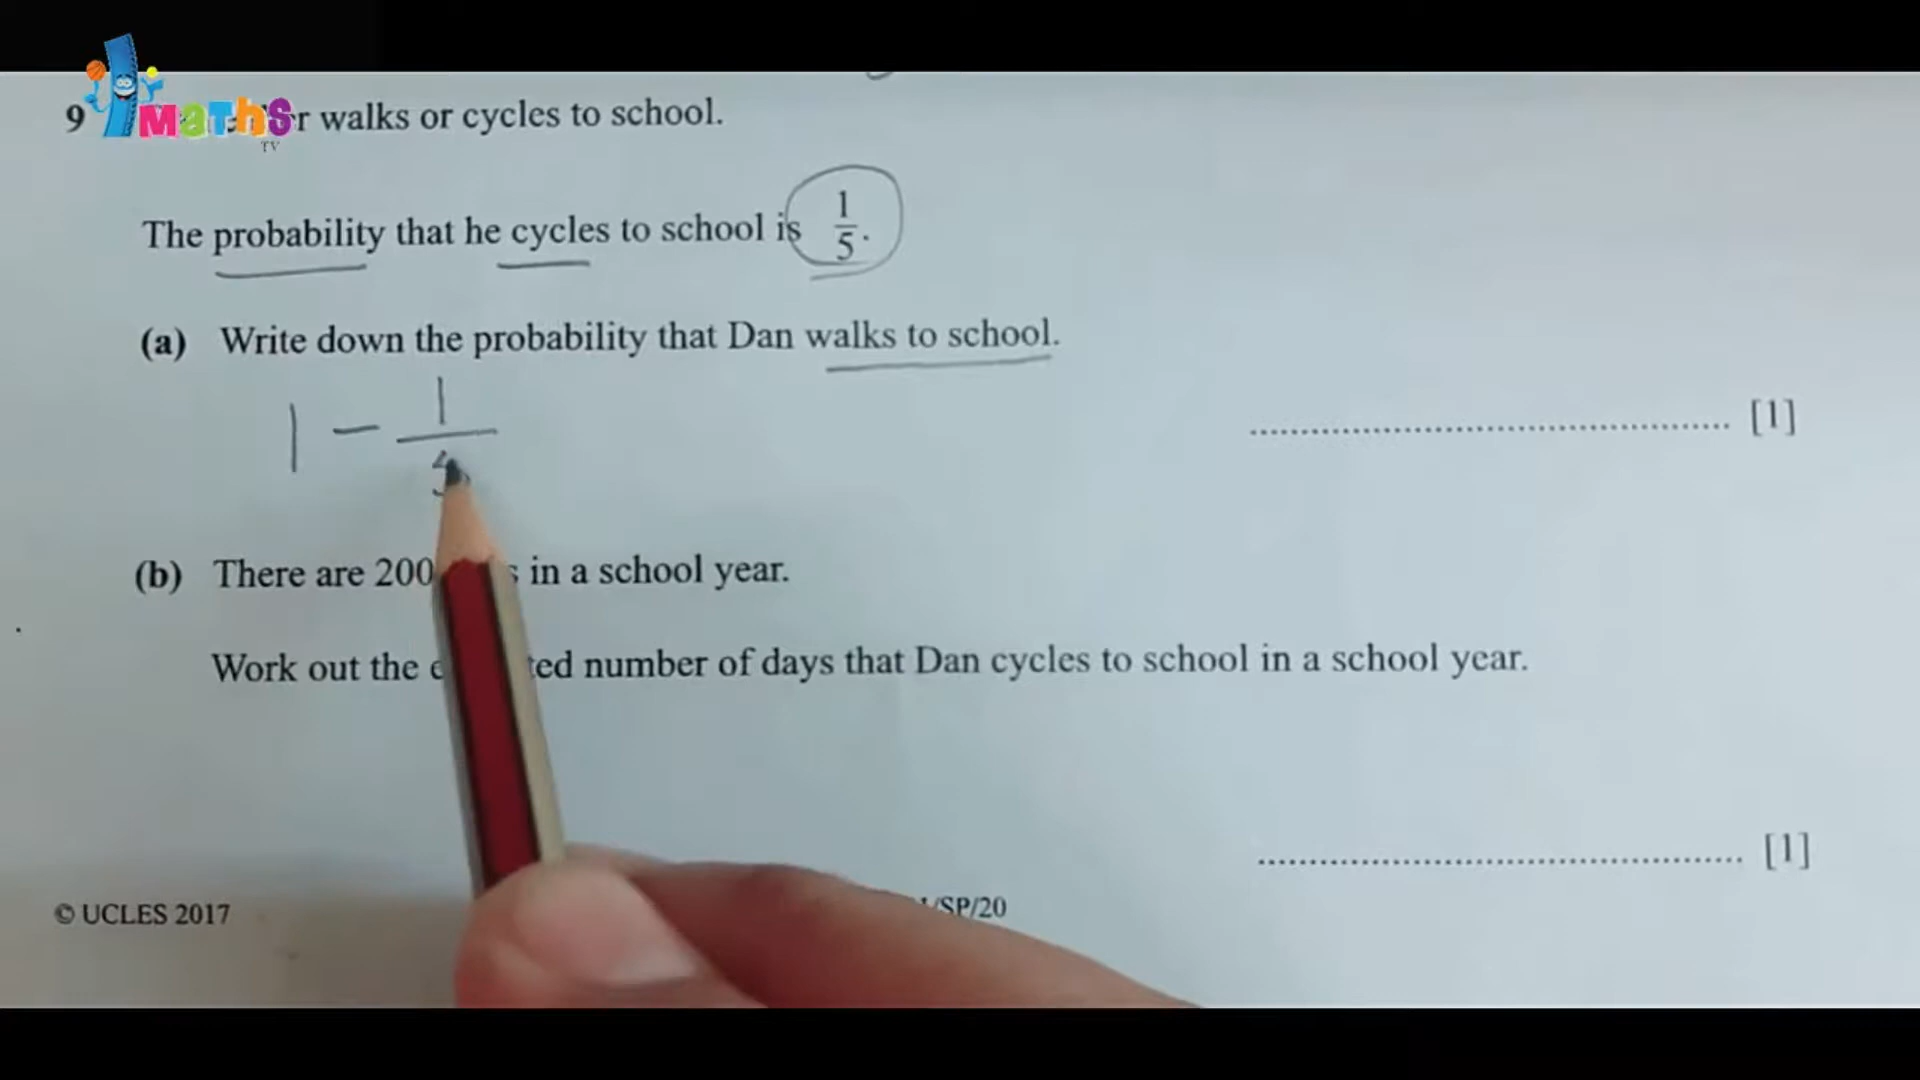 9 MATHS r walks or cycles to school.
TV
The probability that he cycles to school is 1/5.
(a) Write down the probability that Dan walks to school.
1 - 1/5
[1]
(b) There are 200 in a school year.
Work out the number of days that Dan cycles to school in a school year.
[1]
© UCLES 2017 /SP/20